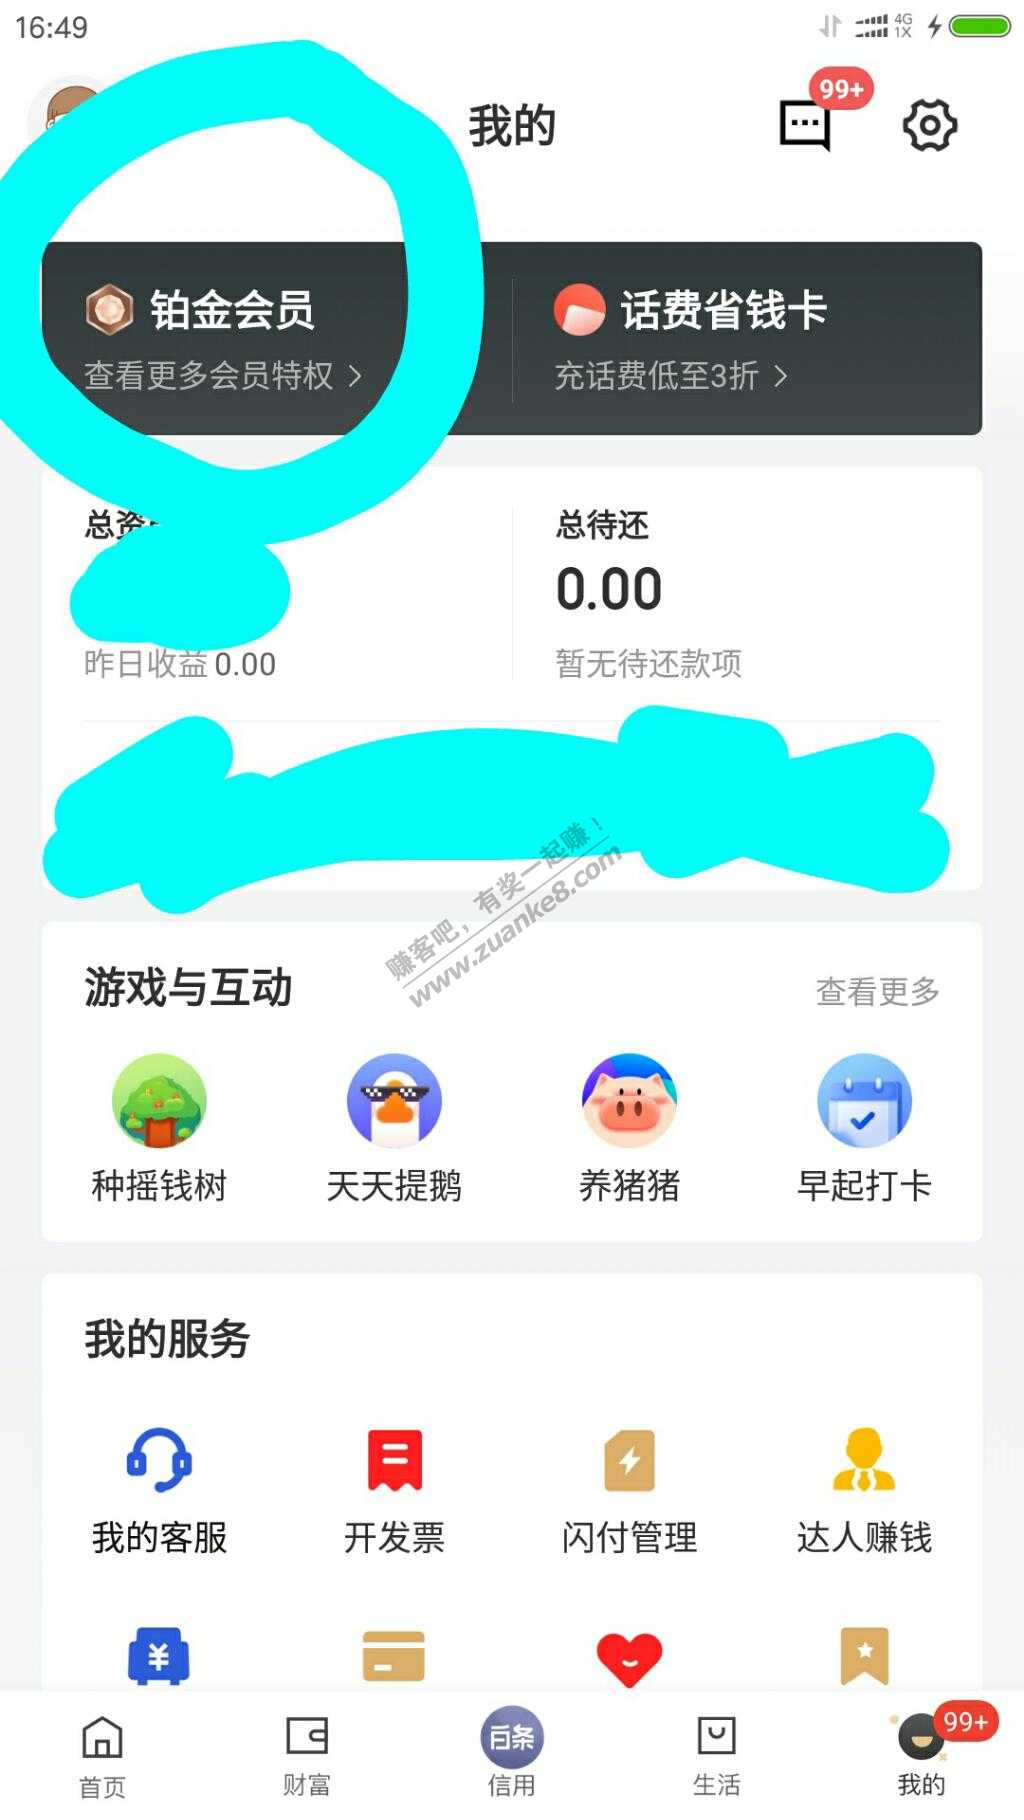 16:49
4G
1X
我的
99+
铂金会员
话费省钱卡
查看更多会员特权 >
充话费低至3折 >
总资
总待还
0.00
昨日收益 0.00
暂无待还款项
赚客吧，有奖一起赚！
www.zuanke8.com
游戏与互动
查看更多
种摇钱树
天天提鹅
养猪猪
早起打卡
我的服务
我的客服
开发票
闪付管理
达人赚钱
¥
白条
99+
首页
财富
信用
生活
我的